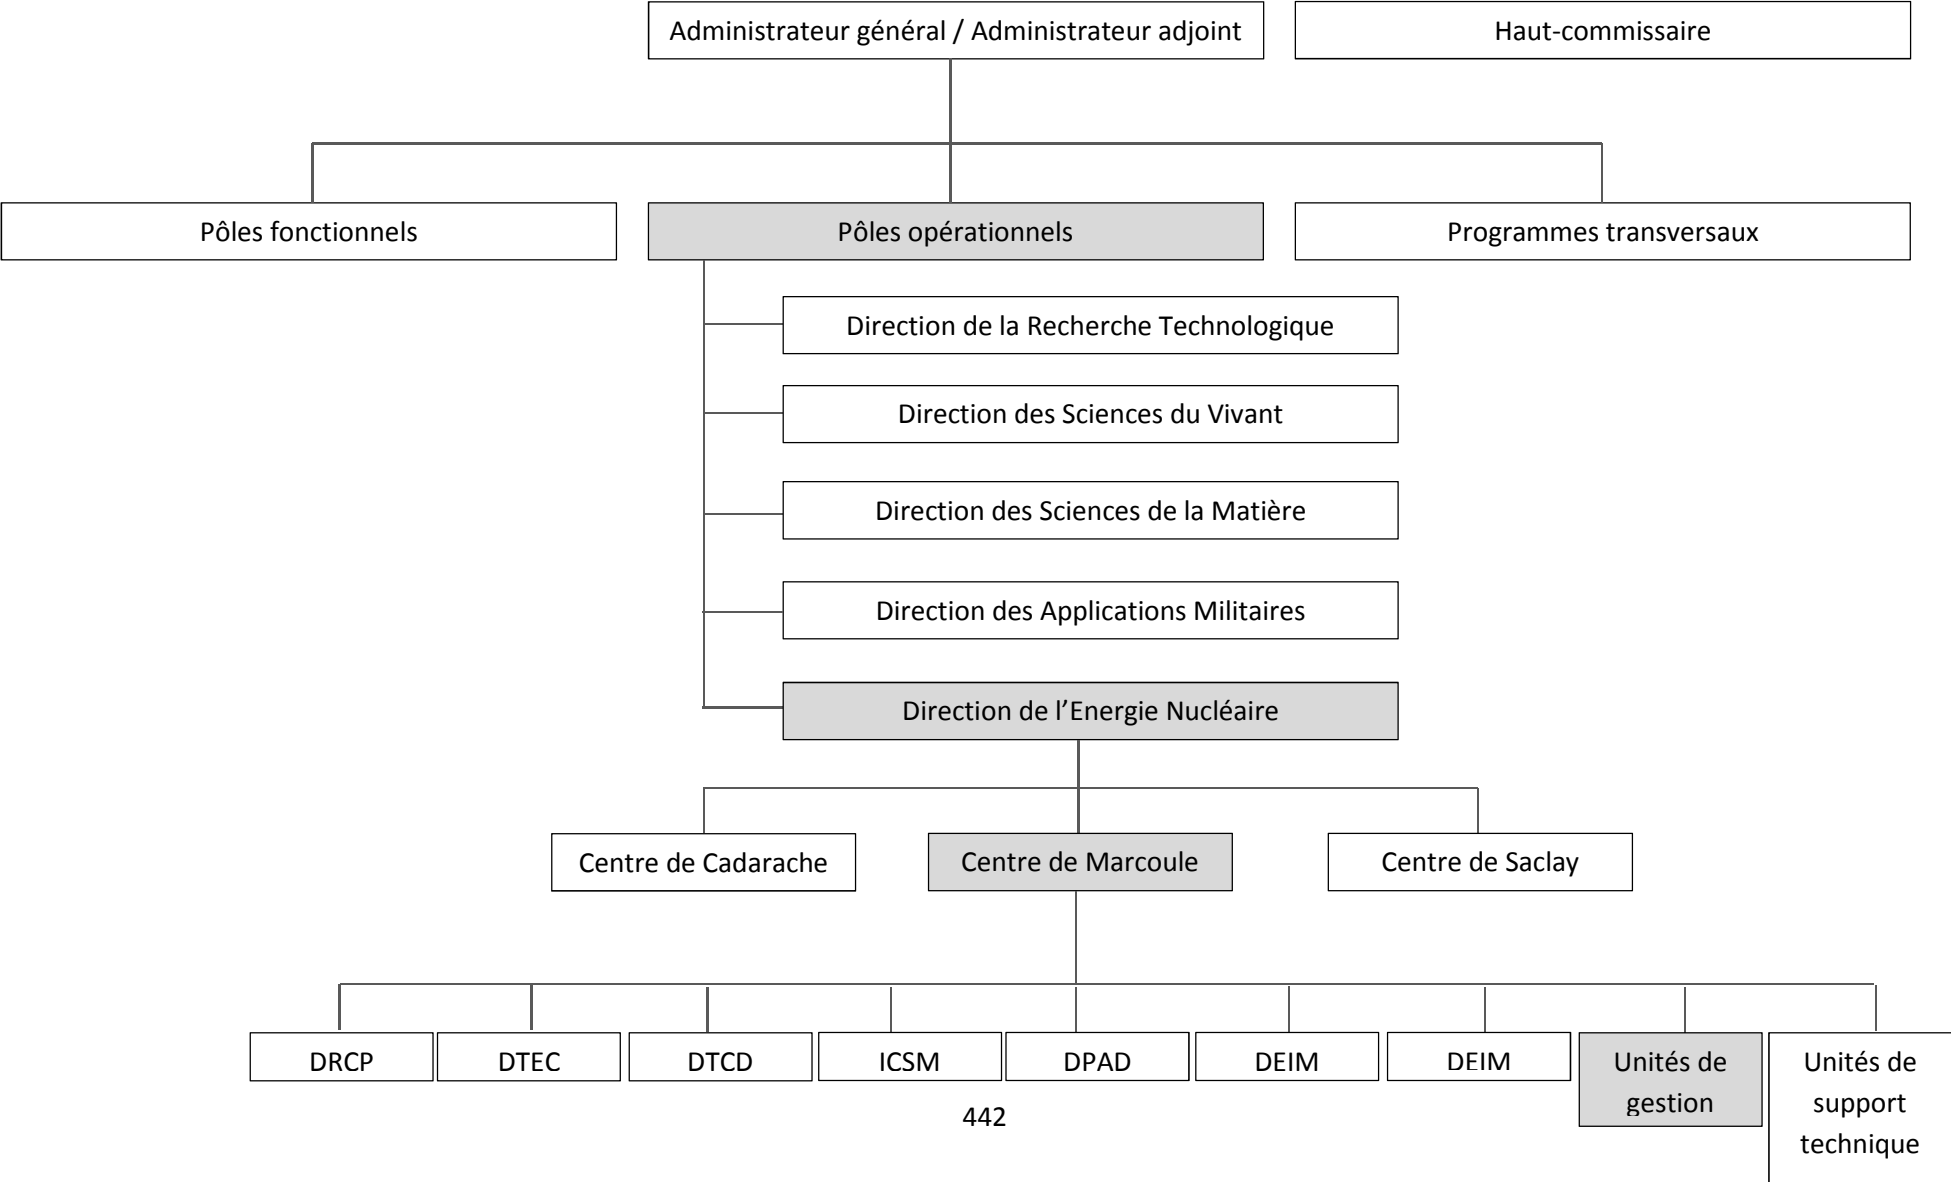 Administrateur général / Administrateur adjoint
Haut-commissaire
Pôles fonctionnels
Pôles opérationnels
Programmes transversaux
Direction de la Recherche Technologique
Direction des Sciences du Vivant
Direction des Sciences de la Matière
Direction des Applications Militaires
Direction de l’Energie Nucléaire
Centre de Cadarache
Centre de Marcoule
Centre de Saclay
DRCP
DTEC
DTCD
ICSM
DPAD
DEIM
DEIM
Unités de
gestion
Unités de
support
technique
442